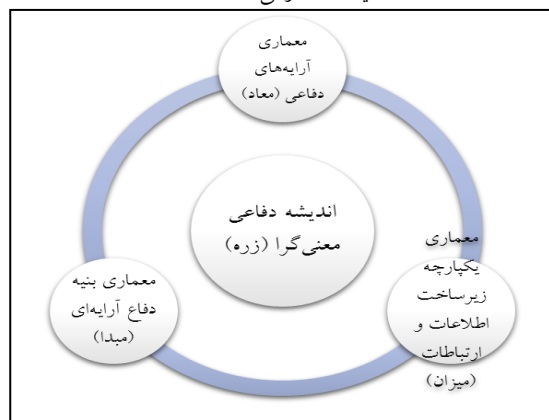 معماری
آرایه‌های
دفاعی (معاد)
اندیشه دفاعی
معنی‌گرا (زره)
معماری
یکپارچه
زیرساخت
اطلاعات و
ارتباطات
(میزان)
معماری بنیه
دفاع آرایه‌ای
(مبدا)